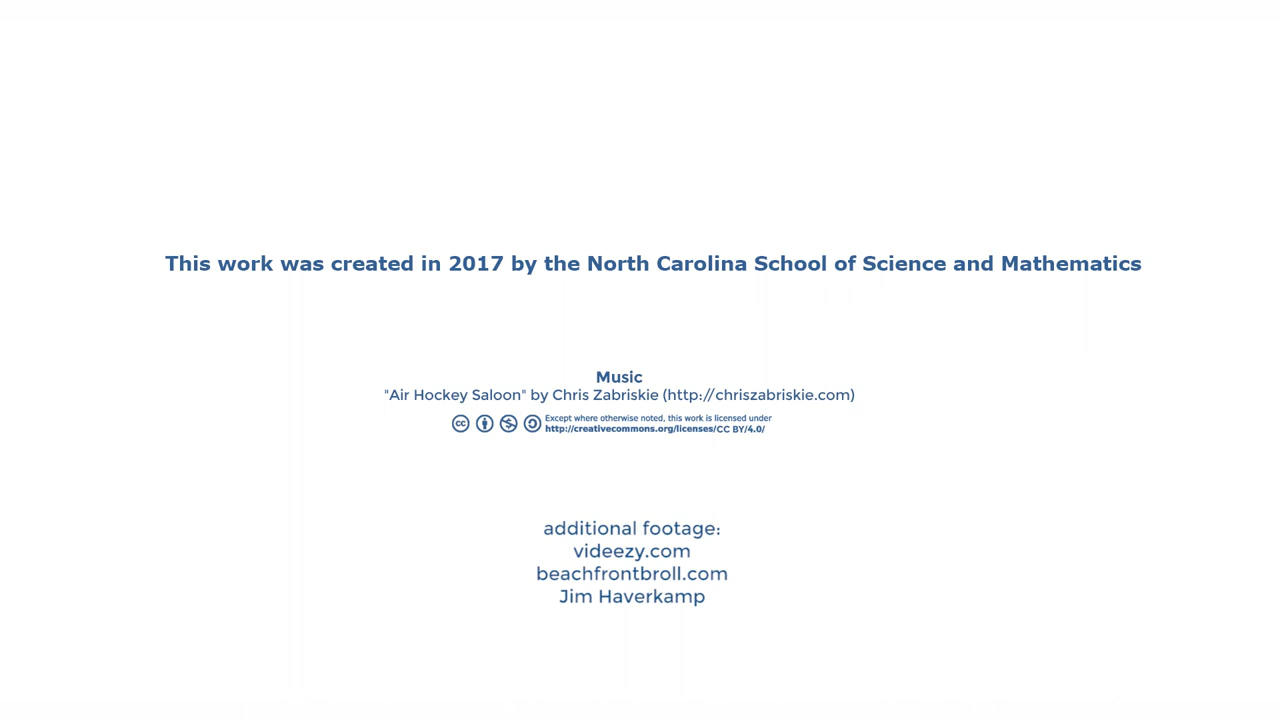 This work was created in 2017 by the North Carolina School of Science and Mathematics
Music
"Air Hockey Saloon" by Chris Zabriskie (http://chriszabriskie.com)
cc
Except where otherwise noted, this work is licensed under
http://creativecommons.org/licenses/CC BY/4.0/
additional footage:
videezy.com
beachfrontbroll.com
Jim Haverkamp